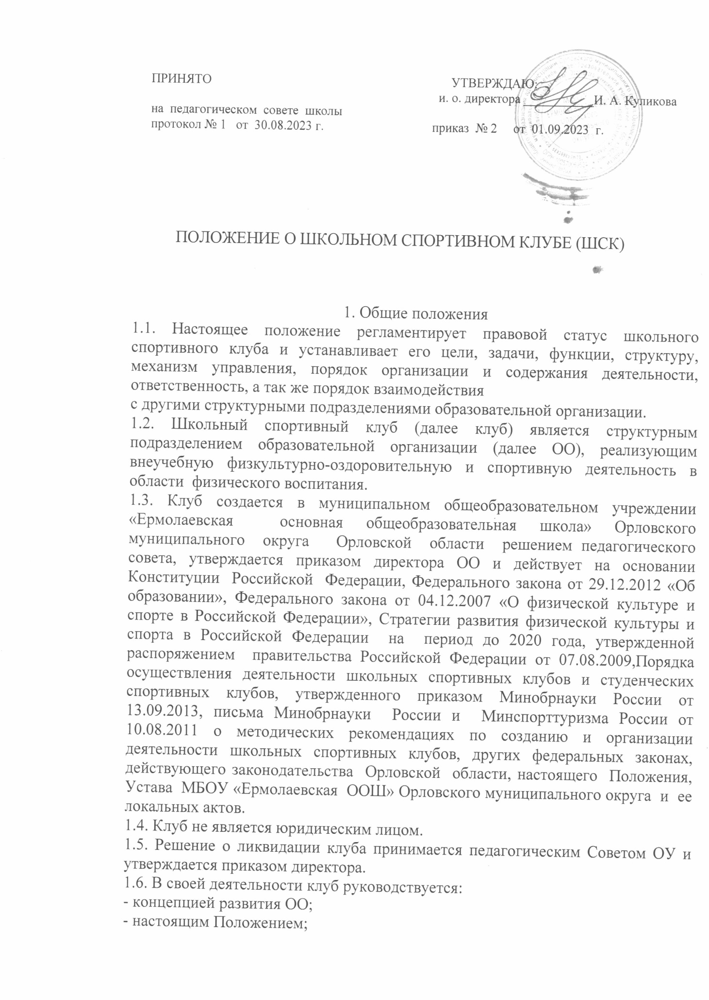 ПРИНЯТО
на педагогическом совете школы
протокол № 1 от 30.08.2023 г.
УТВЕРЖДАЮ:
и. о. директора ___________И. А. Куликова
приказ № 2 от 01.09.2023 г.
ПОЛОЖЕНИЕ О ШКОЛЬНОМ СПОРТИВНОМ КЛУБЕ (ШСК)
1. Общие положения
1.1. Настоящее положение регламентирует правовой статус школьного
спортивного клуба и устанавливает его цели, задачи, функции, структуру,
механизм управления, порядок организации и содержания деятельности,
ответственность, а так же порядок взаимодействия
с другими структурными подразделениями образовательной организации.
1.2. Школьный спортивный клуб (далее клуб) является структурным
подразделением образовательной организации (далее ОО), реализующим
внеучебную физкультурно-оздоровительную и спортивную деятельность в
области физического воспитания.
1.3. Клуб создается в муниципальном общеобразовательном учреждении
«Ермолаевская основная общеобразовательная школа» Орловского
муниципального округа Орловской области решением педагогического
совета, утверждается приказом директора ОО и действует на основании
Конституции Российской Федерации, Федерального закона от 29.12.2012 «Об
образовании», Федерального закона от 04.12.2007 «О физической культуре и
спорте в Российской Федерации», Стратегии развития физической культуры и
спорта в Российской Федерации на период до 2020 года, утвержденной
распоряжением правительства Российской Федерации от 07.08.2009,Порядка
осуществления деятельности школьных спортивных клубов и студенческих
спортивных клубов, утвержденного приказом Минобрнауки России от
13.09.2013, письма Минобрнауки России и Минспорттуризма России от
10.08.2011 о методических рекомендациях по созданию и организации
деятельности школьных спортивных клубов, других федеральных законах,
действующего законодательства Орловской области, настоящего Положения,
Устава МБОУ «Ермолаевская ООШ» Орловского муниципального округа и ее
локальных актов.
1.4. Клуб не является юридическим лицом.
1.5. Решение о ликвидации клуба принимается педагогическим Советом ОУ и
утверждается приказом директора.
1.6. В своей деятельности клуб руководствуется:
- концепцией развития ОО;
- настоящим Положением;